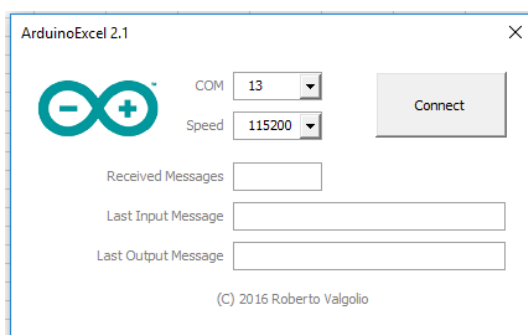 ArduinoExcel 2.1
COM 13
Connect
Speed 115200
Received Messages
Last Input Message
Last Output Message
(C) 2016 Roberto Valgolio